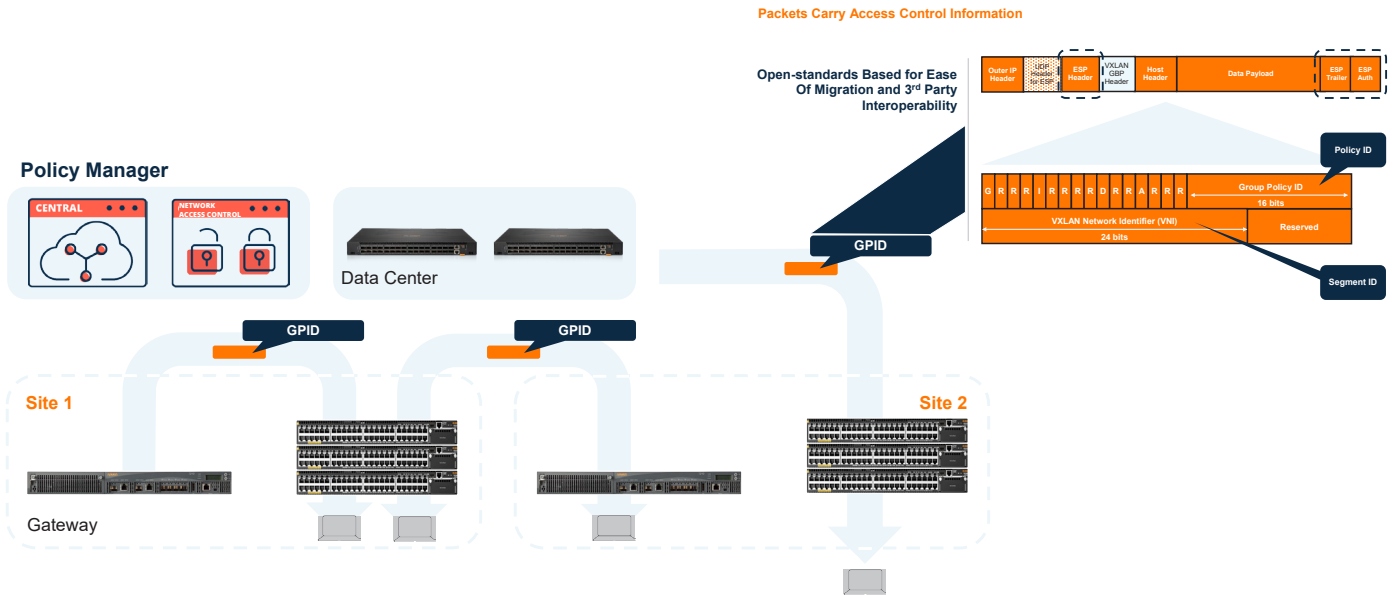 Packets Carry Access Control Information
Open-standards Based for Ease
Of Migration and 3rd Party
Interoperability
Outer IP
Header
UDP
Header
for ESP
ESP
Header
VXLAN
GBP
Header
Host
Header
Data Payload
ESP
Trailer
ESP
Auth
Policy ID
G R R R I R R R R D R R A R R R
Group Policy ID
16 bits
VXLAN Network Identifier (VNI)
24 bits
Reserved
Segment ID
Policy Manager
CENTRAL
NETWORK
ACCESS CONTROL
Data Center
GPID
GPID
GPID
Site 1
Site 2
Gateway